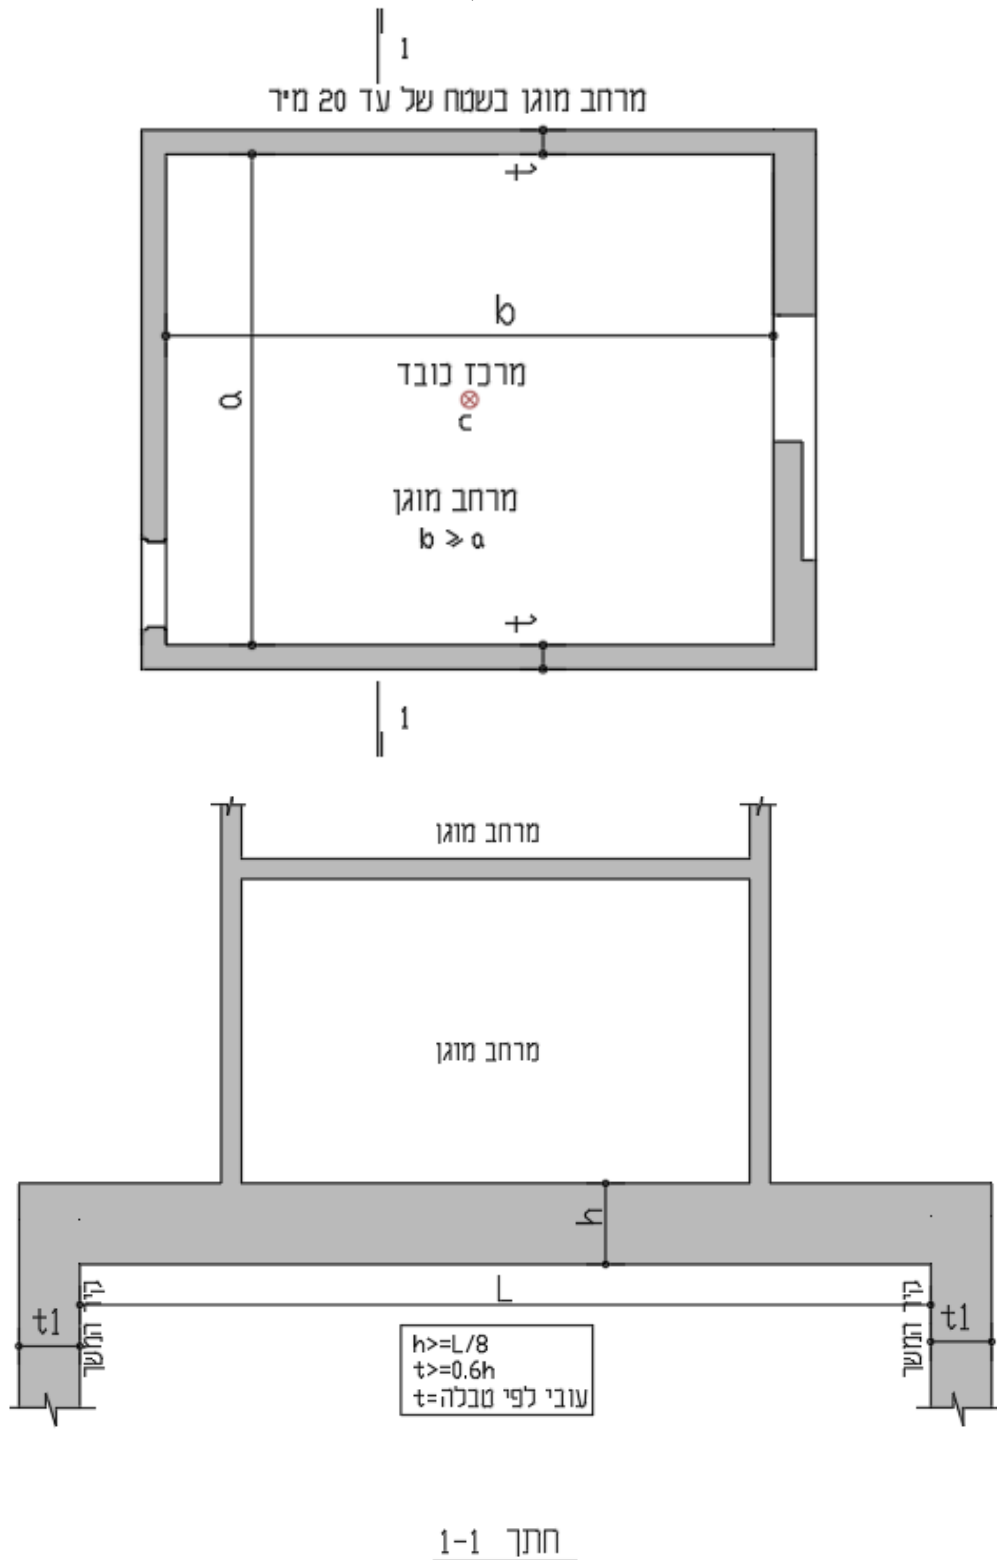 1
מרחב מוגן בשטח של עד 20 מ"ר
t
b
a
מרכז כובד
c
מרחב מוגן
b ⩾ a
t
1
מרחב מוגן
מרחב מוגן
h
L
קיר המשך
קיר המשך
t1
t1
h>=L/8
t>=0.6h
t=עובי לפי טבלה
חתך 1-1